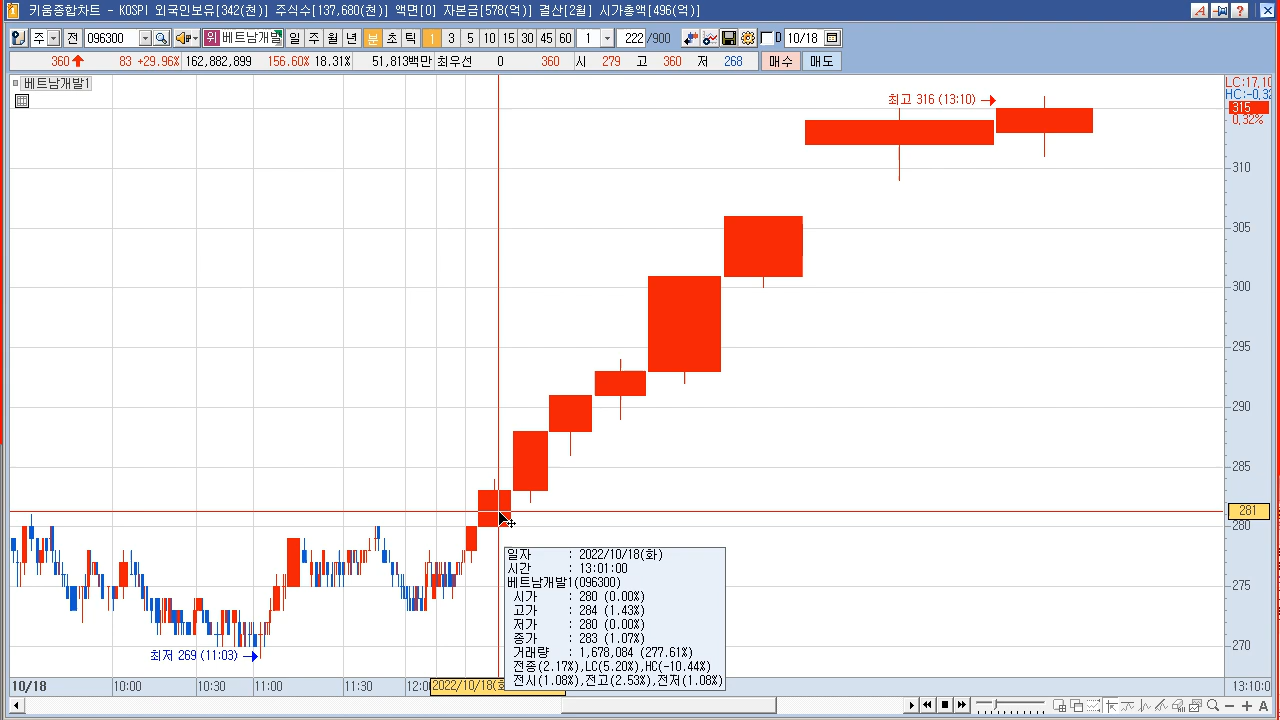 키움종합차트 - KOSPI 외국인보유[342(천)] 주식수[137,680(천)] 액면[0] 자본금[578(억)] 결산[2월] 시가총액[496(억)]
주 전 096300 위 베트남개발 일 주 월 년 분 초 틱 1 3 5 10 15 30 45 60 1 222 /900 D 10/18
360 83 +29.96% 162,882,899 156.60% 18.31% 51,813백만 최우선 0 360 시 279 고 360 저 268 매수 매도
베트남개발1
LC:17,10
HC:-0,32
최고 316 (13:10)
315
0,32%
310
305
300
295
290
285
281
280
275
270
일자 : 2022/10/18(화)
시간 : 13:01:00
베트남개발1(096300)
시가 : 280 (0.00%)
고가 : 284 (1.43%)
저가 : 280 (0.00%)
종가 : 283 (1.07%)
거래량 : 1,678,084 (277.61%)
전종(2.17%),LC(5.20%),HC(-10.44%)
전시(1.08%),전고(2.53%),전저(1.08%)
최저 269 (11:03)
10/18 10:00 10:30 11:00 11:30 12:0 2022/10/18(화 13:10:0